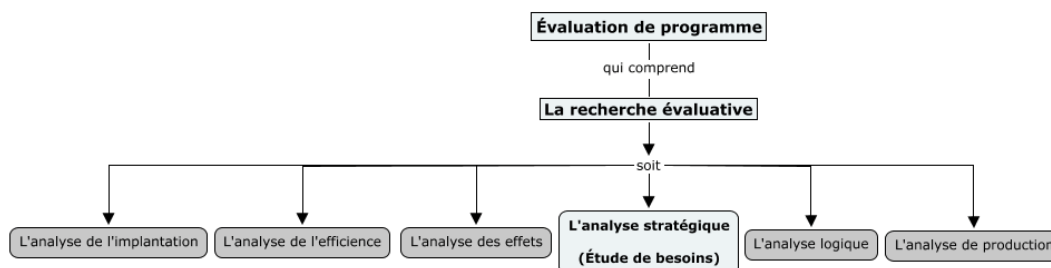 Évaluation de programme
qui comprend
La recherche évaluative
soit
L'analyse de l'implantation
L'analyse de l'efficience
L'analyse des effets
L'analyse stratégique
(Étude de besoins)
L'analyse logique
L'analyse de production